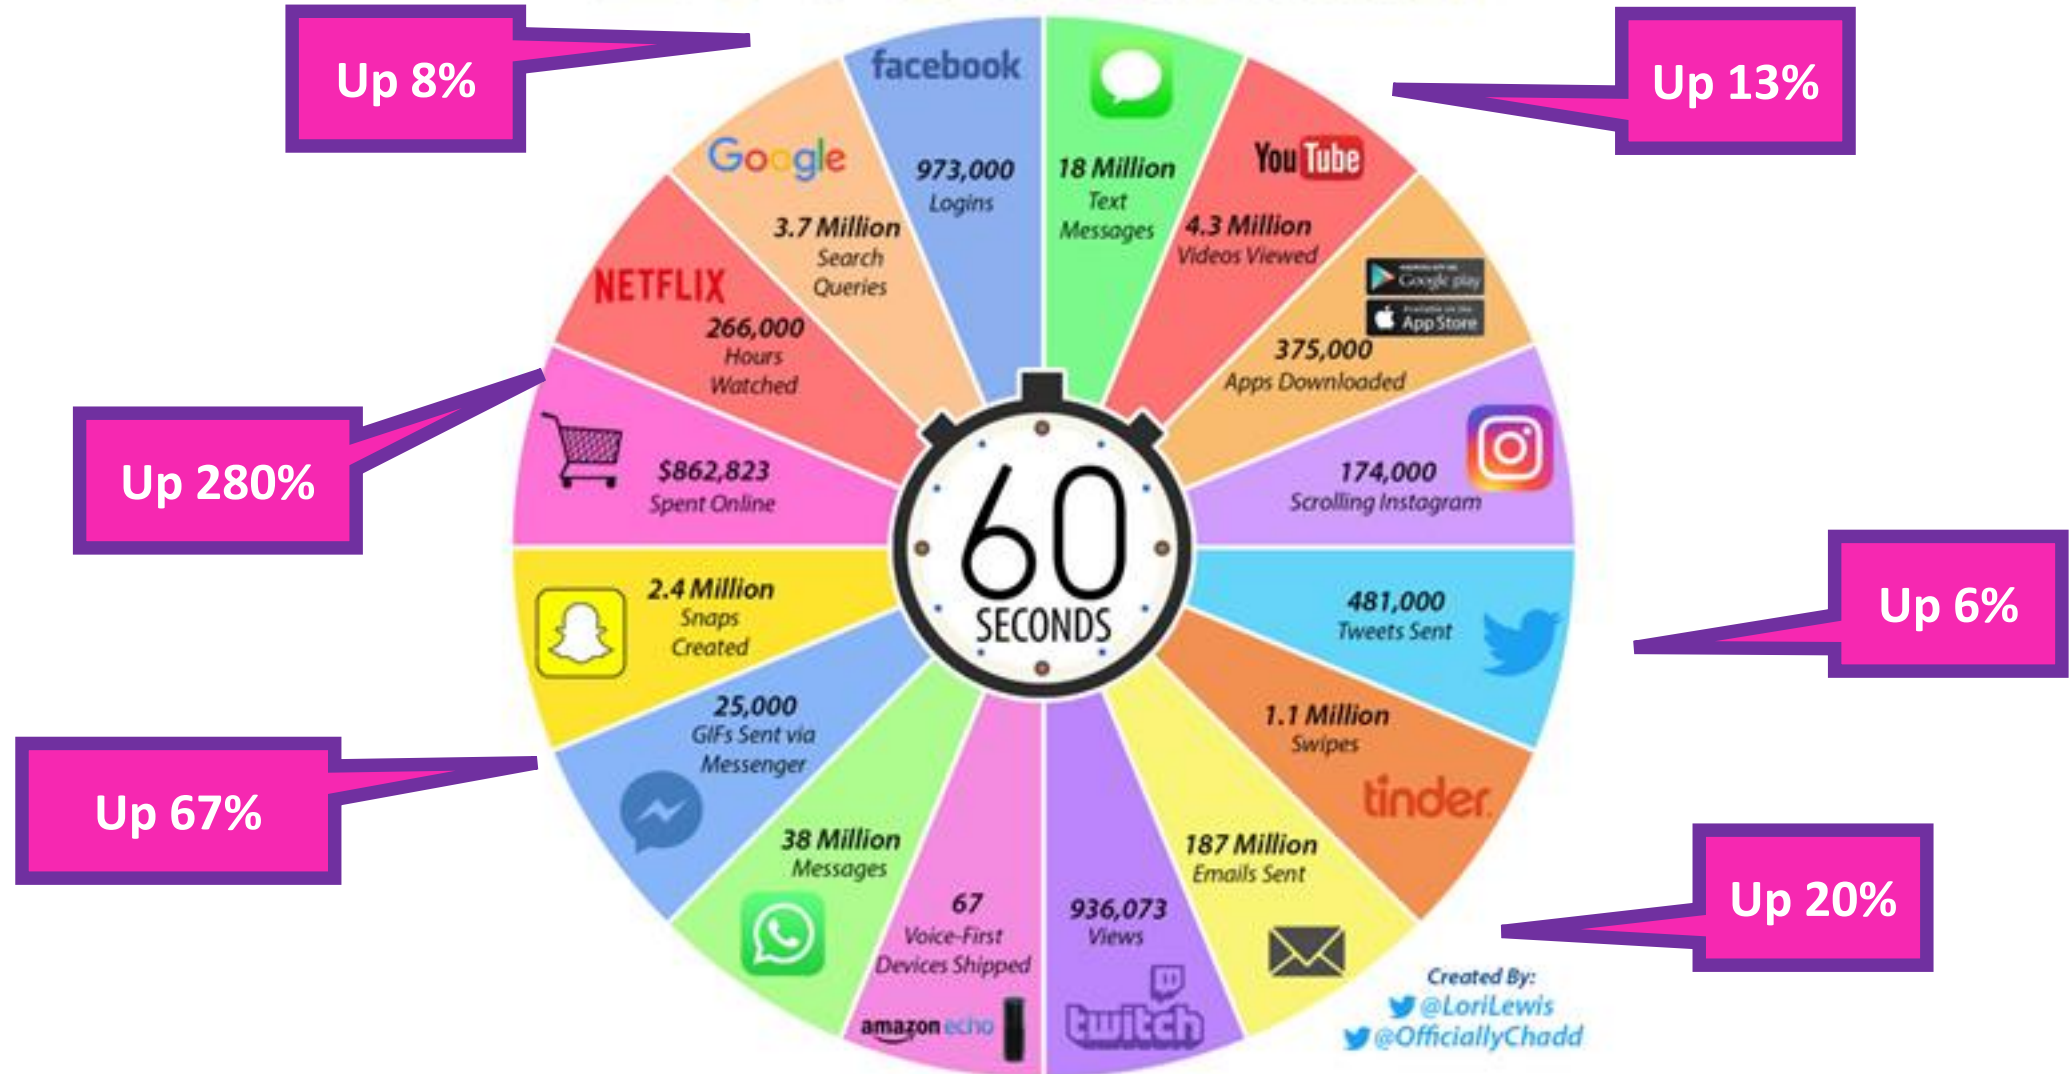 Up 8%
Up 13%
facebook
973,000
Logins
18 Million
Text
Messages
YouTube
4.3 Million
Videos Viewed
Google play
App Store
375,000
Apps Downloaded
174,000
Scrolling Instagram
481,000
Tweets Sent
Up 6%
1.1 Million
Swipes
tinder
187 Million
Emails Sent
Up 20%
936,073
Views
twitch
67
Voice-First
Devices Shipped
amazon echo
38 Million
Messages
25,000
GIFs Sent via
Messenger
Up 67%
2.4 Million
Snaps
Created
$862,823
Spent Online
Up 280%
NETFLIX
266,000
Hours
Watched
Google
3.7 Million
Search
Queries
60
SECONDS
Created By:
@LoriLewis
@OfficiallyChadd